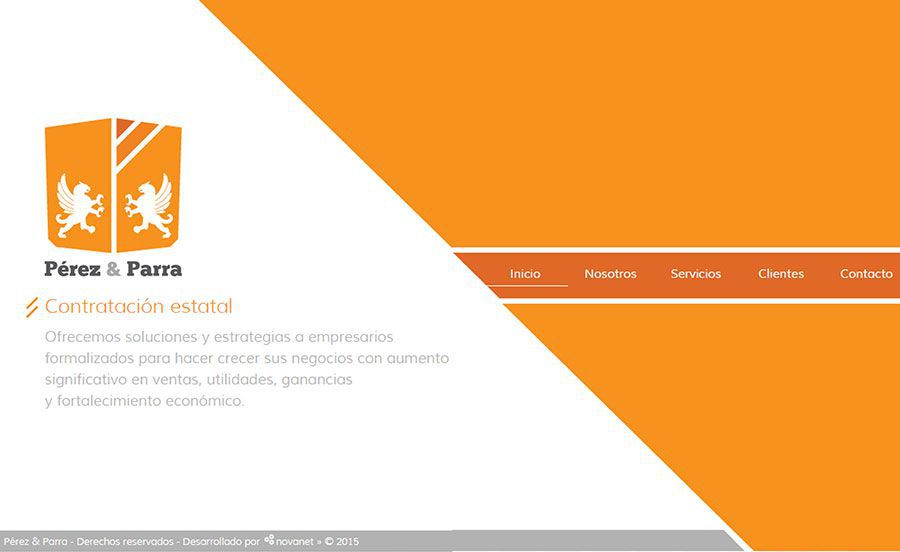 Pérez & Parra
Inicio Nosotros Servicios Clientes Contacto
Contratación estatal
Ofrecemos soluciones y estrategias a empresarios
formalizados para hacer crecer sus negocios con aumento
significativo en ventas, utilidades, ganancias
y fortalecimiento económico.
Pérez & Parra - Derechos reservados - Desarrollado por novanet » © 2015